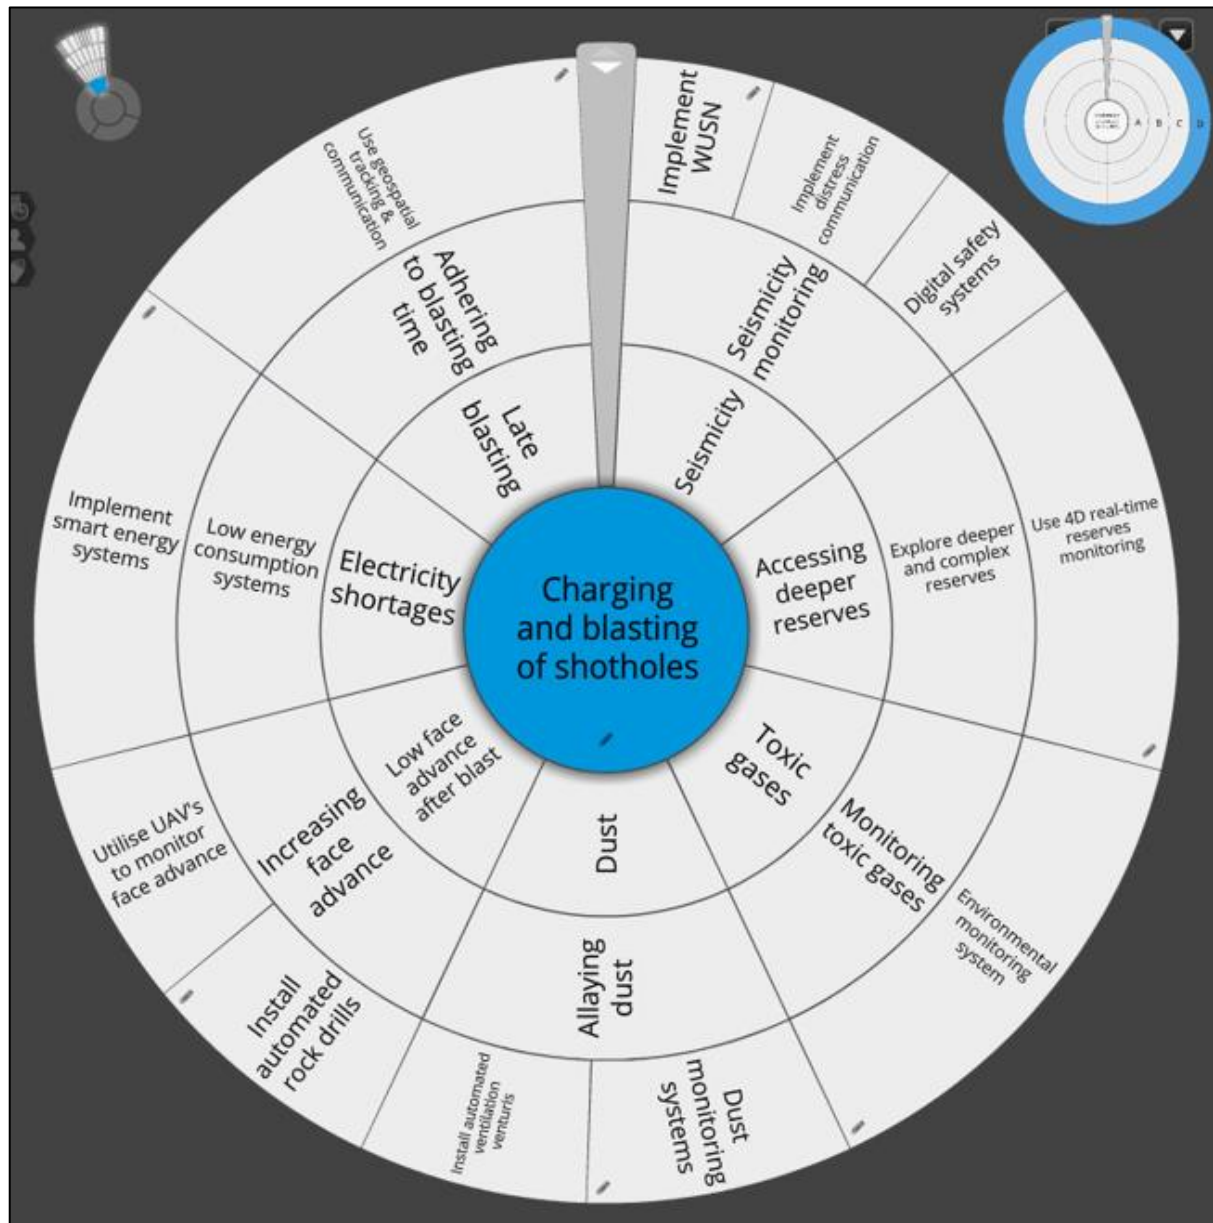 Charging
and blasting
of shotholes
Seismicity
Accessing
deeper
reserves
Toxic
gases
Dust
Low face
advance
after blast
Electricity
shortages
Late
blasting
Seismicity
monitoring
Explore deeper
and complex
reserves
Monitoring
toxic gases
Allaying
dust
Increasing
face
advance
Low energy
consumption
systems
Adhering
to blasting
time
Implement
WUSN
Implement
distress
communication
Digital safety
systems
Use 4D real-time
reserves
monitoring
Environmental
monitoring
system
Dust
monitoring
systems
Install automated
ventilation
venturis
Install
automated
rock drills
Utilise UAV's
to monitor
face advance
Implement
smart energy
systems
Use geospatial
tracking &
communication
A B C D